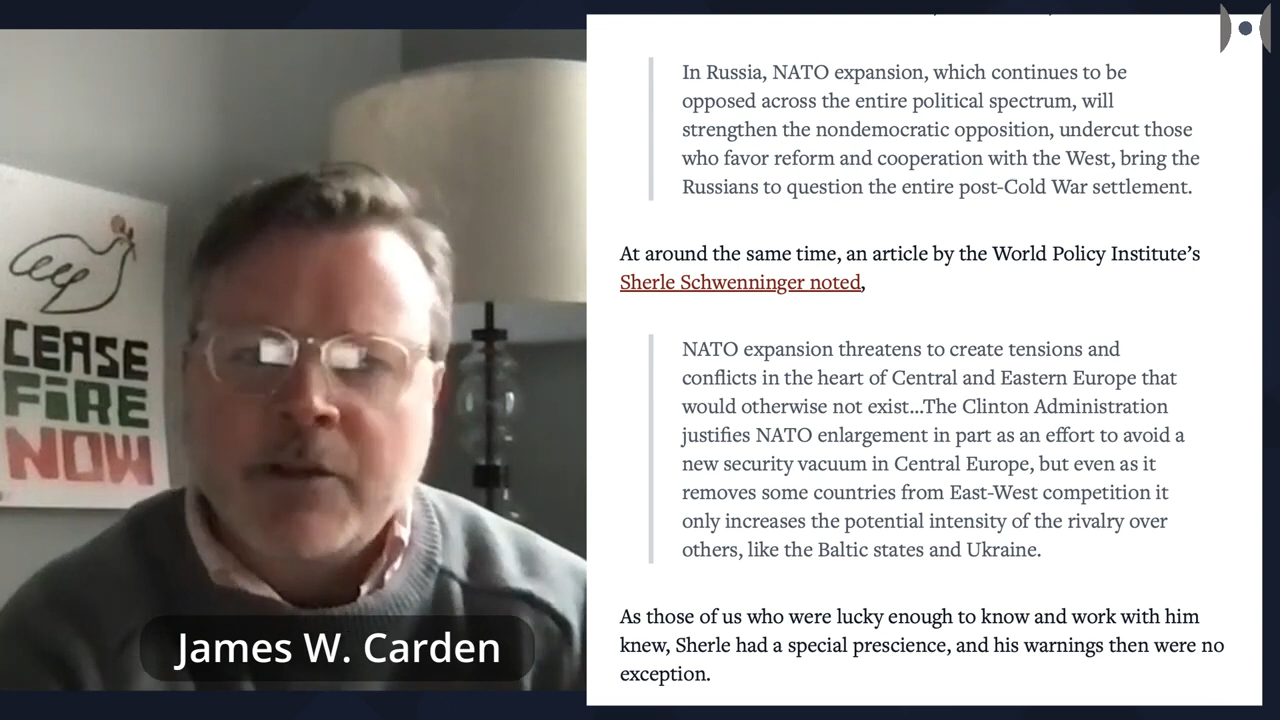 CEASE
FIRE
NOW
James W. Carden
In Russia, NATO expansion, which continues to be
opposed across the entire political spectrum, will
strengthen the nondemocratic opposition, undercut those
who favor reform and cooperation with the West, bring the
Russians to question the entire post-Cold War settlement.
At around the same time, an article by the World Policy Institute’s
Sherle Schwenninger noted,
NATO expansion threatens to create tensions and
conflicts in the heart of Central and Eastern Europe that
would otherwise not exist...The Clinton Administration
justifies NATO enlargement in part as an effort to avoid a
new security vacuum in Central Europe, but even as it
removes some countries from East-West competition it
only increases the potential intensity of the rivalry over
others, like the Baltic states and Ukraine.
As those of us who were lucky enough to know and work with him
knew, Sherle had a special prescience, and his warnings then were no
exception.